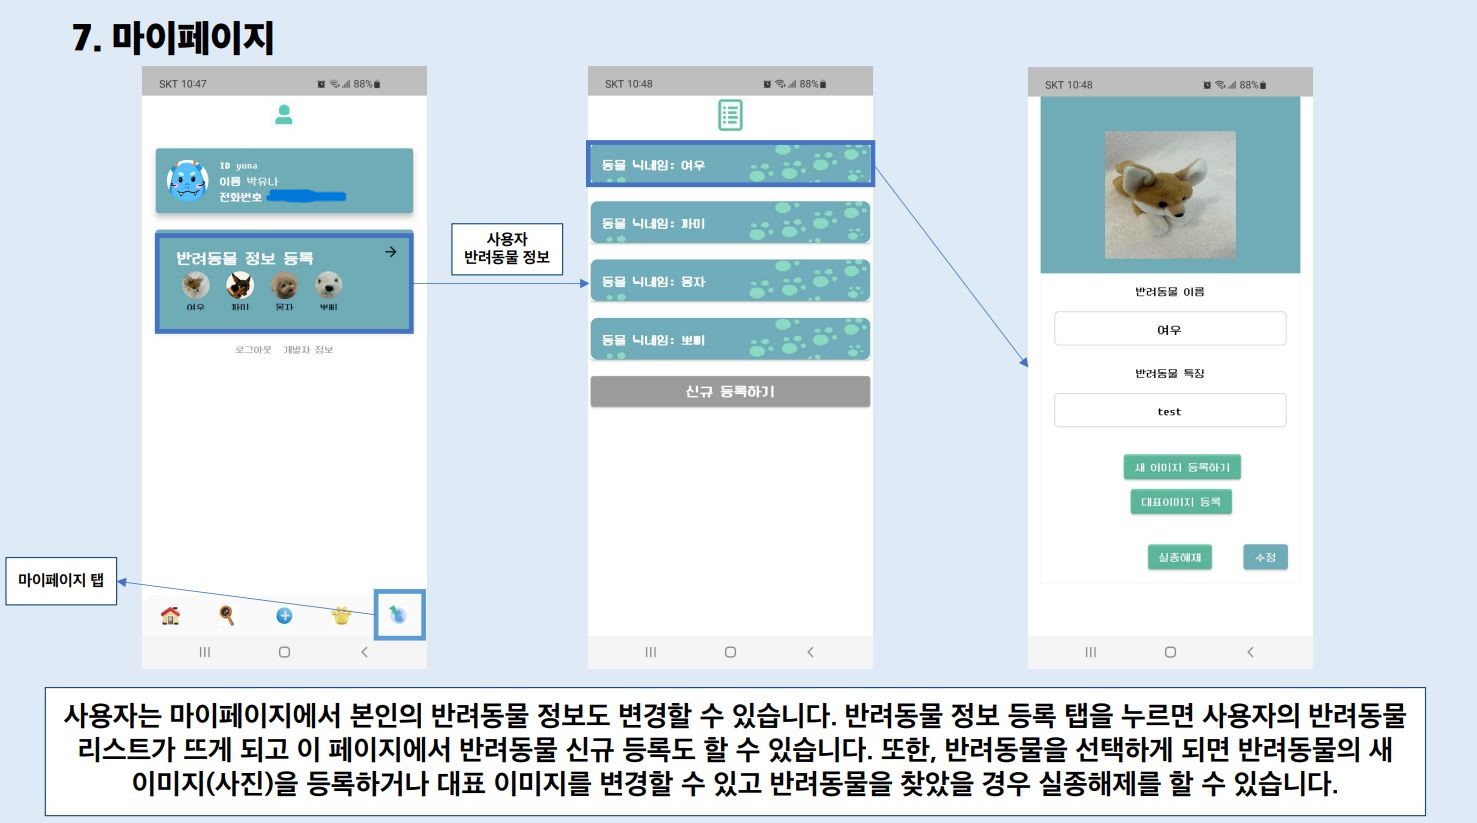 7. 마이페이지
SKT 10:47
88%
ID yuna
이름 박유나
전화번호
반려동물 정보 등록
여우 까미 몽자 뽀삐
로그아웃 개발자 정보
마이페이지 탭
사용자
반려동물 정보
SKT 10:48
88%
동물 닉네임: 여우
동물 닉네임: 까미
동물 닉네임: 몽자
동물 닉네임: 뽀삐
신규 등록하기
SKT 10:48
88%
반려동물 이름
여우
반려동물 특징
test
새 이미지 등록하기
대표이미지 등록
실종해제
수정
사용자는 마이페이지에서 본인의 반려동물 정보도 변경할 수 있습니다. 반려동물 정보 등록 탭을 누르면 사용자의 반려동물
리스트가 뜨게 되고 이 페이지에서 반려동물 신규 등록도 할 수 있습니다. 또한, 반려동물을 선택하게 되면 반려동물의 새
이미지(사진)을 등록하거나 대표 이미지를 변경할 수 있고 반려동물을 찾았을 경우 실종해제를 할 수 있습니다.